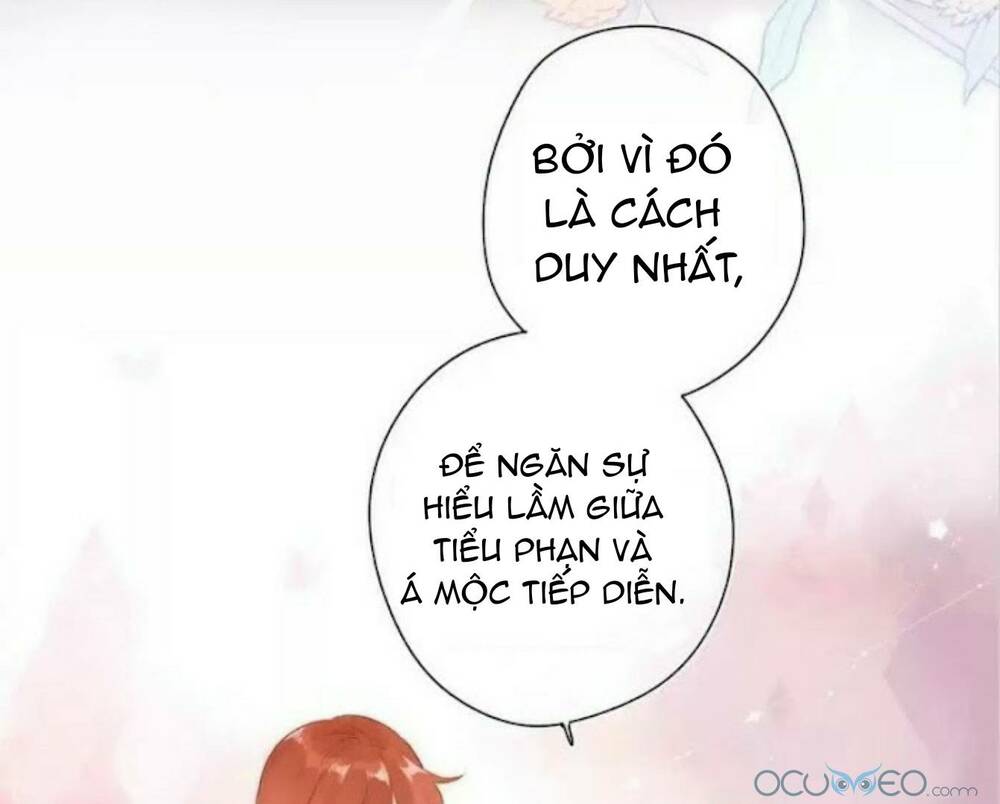 BỞI VÌ ĐÓ
LÀ CÁCH
DUY NHẤT,
ĐỂ NGĂN SỰ
HIỂU LẦM GIỮA
TIỂU PHẠN VÀ
Á MỘC TIẾP DIỄN.
OCUMEO.com